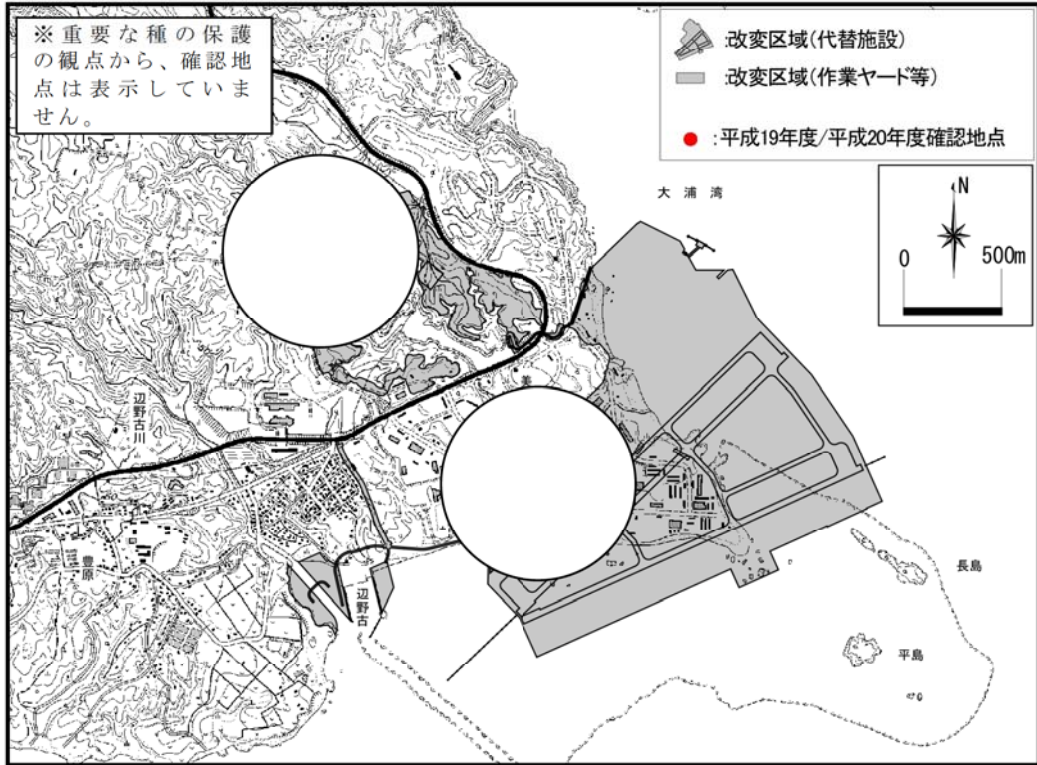 ※重要な種の保護
の観点から、確認地
点は表示していま
せん。
:改変区域(代替施設)
:改変区域(作業ヤード等)
:平成19年度/平成20年度確認地点
大浦湾
N
0 500m
美
辺野古川
豊原
辺野古
長島
平島